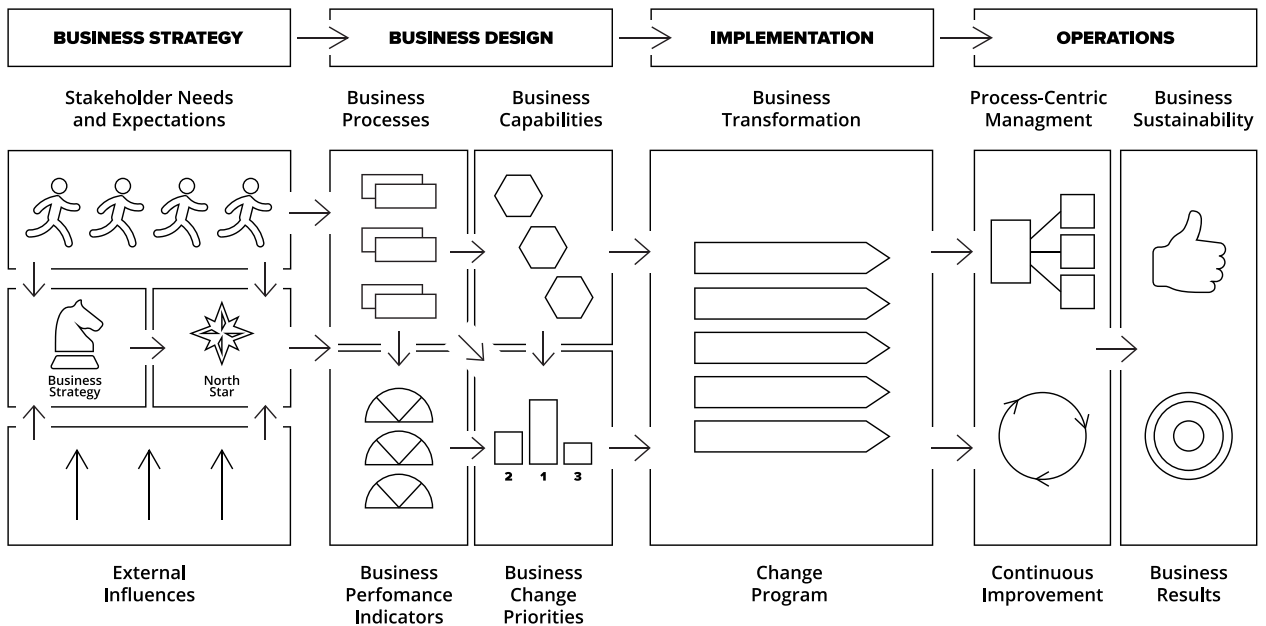 BUSINESS STRATEGY
BUSINESS DESIGN
IMPLEMENTATION
OPERATIONS
Stakeholder Needs
and Expectations
Business
Processes
Business
Capabilities
Business
Transformation
Process-Centric
Managment
Business
Sustainability
Business
Strategy
North
Star
2
1
3
External
Influences
Business
Perfomance
Indicators
Business
Change
Priorities
Change
Program
Continuous
Improvement
Business
Results